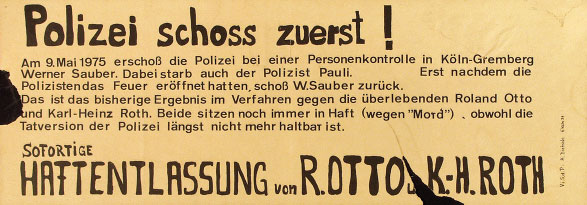 Polizei schoss zuerst !
Am 9.Mai 1975 erschoß die Polizei bei einer Personenkontrolle in Köln-Gremberg
Werner Sauber. Dabei starb auch der Polizist Pauli. Erst nachdem die
Polizisten das Feuer eröffnet hatten, schoß W.Sauber zurück.
Das ist das bisherige Ergebnis im Verfahren gegen die überlebenden Roland Otto
und Karl-Heinz Roth. Beide sitzen noch immer in Haft (wegen "Mord") , obwohl die
Tatversion der Polizei längst nicht mehr haltbar ist.
SOFORTIGE
HAFTENTLASSUNG von R.OTTO K.-H.ROTH
V.i.S.d.P.